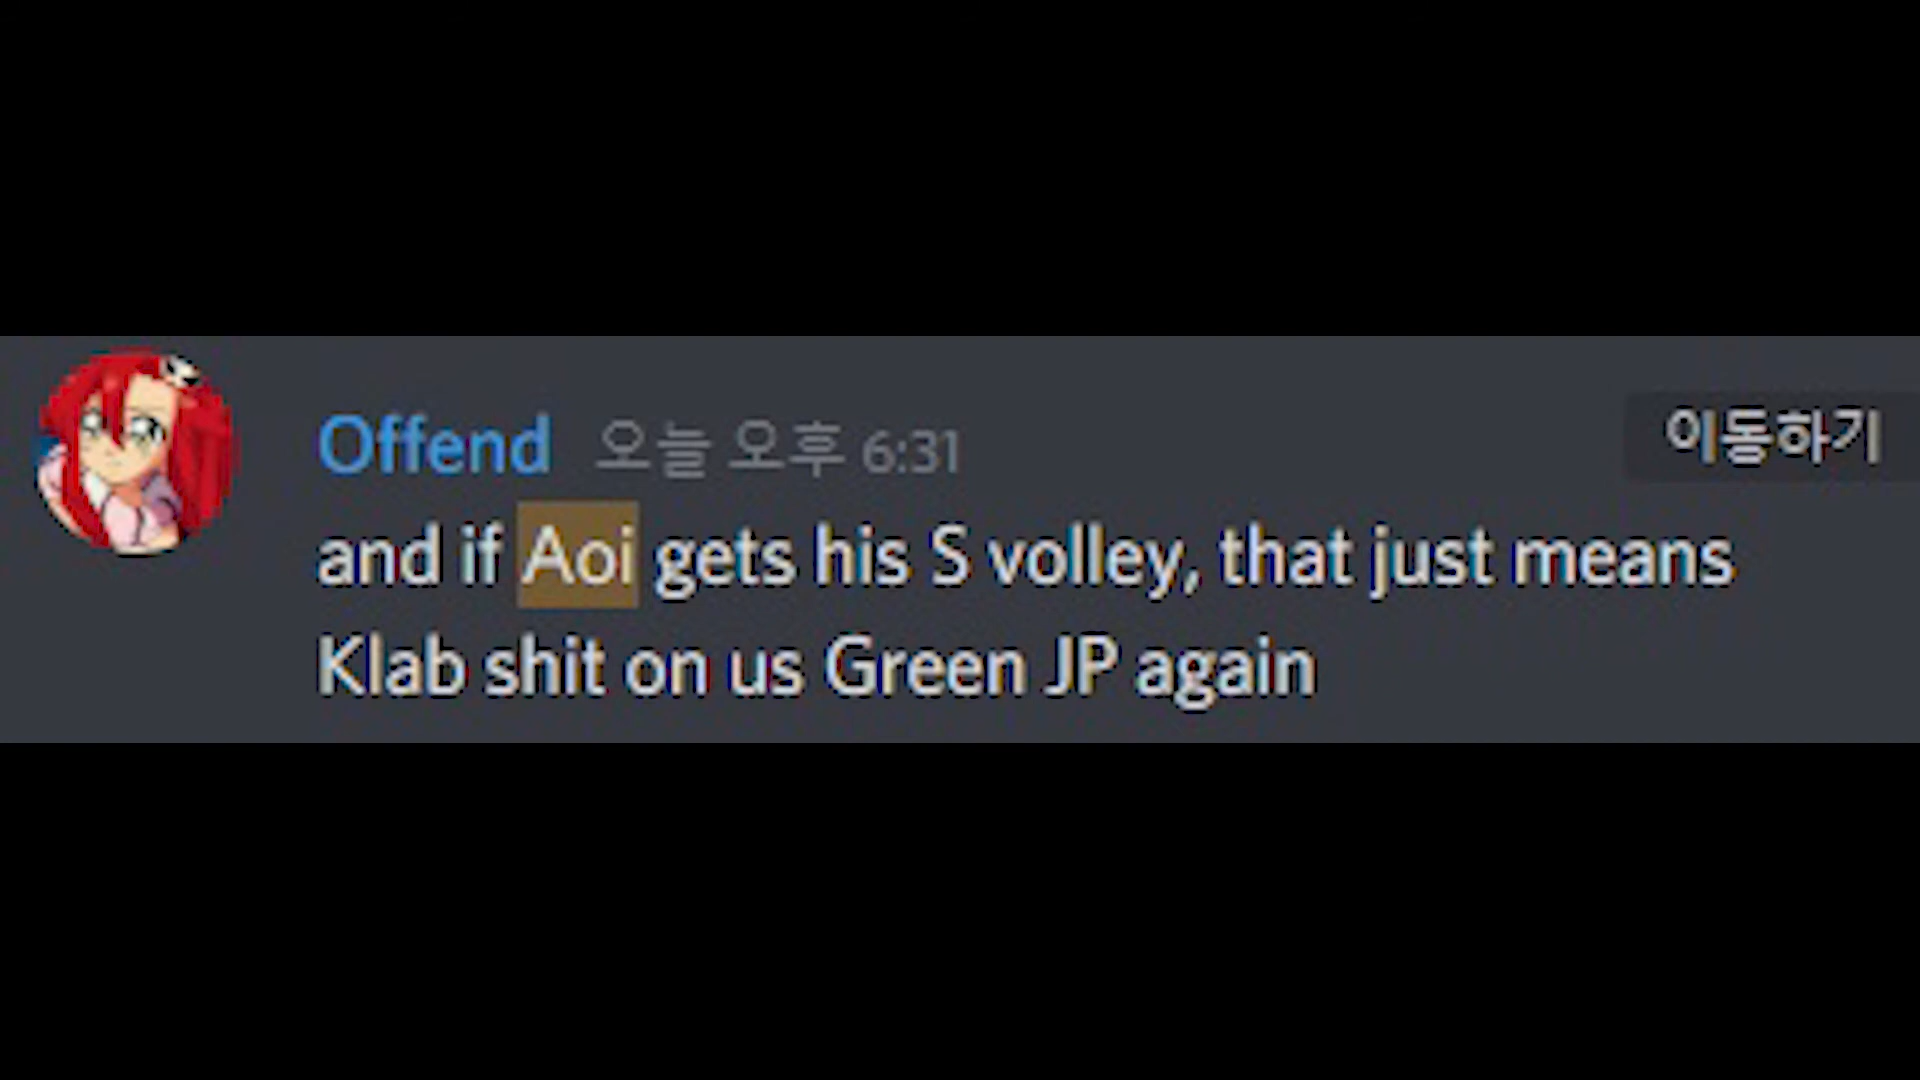 Offend 오늘 오후 6:31
이동하기
and if Aoi gets his S volley, that just means
Klab shit on us Green JP again